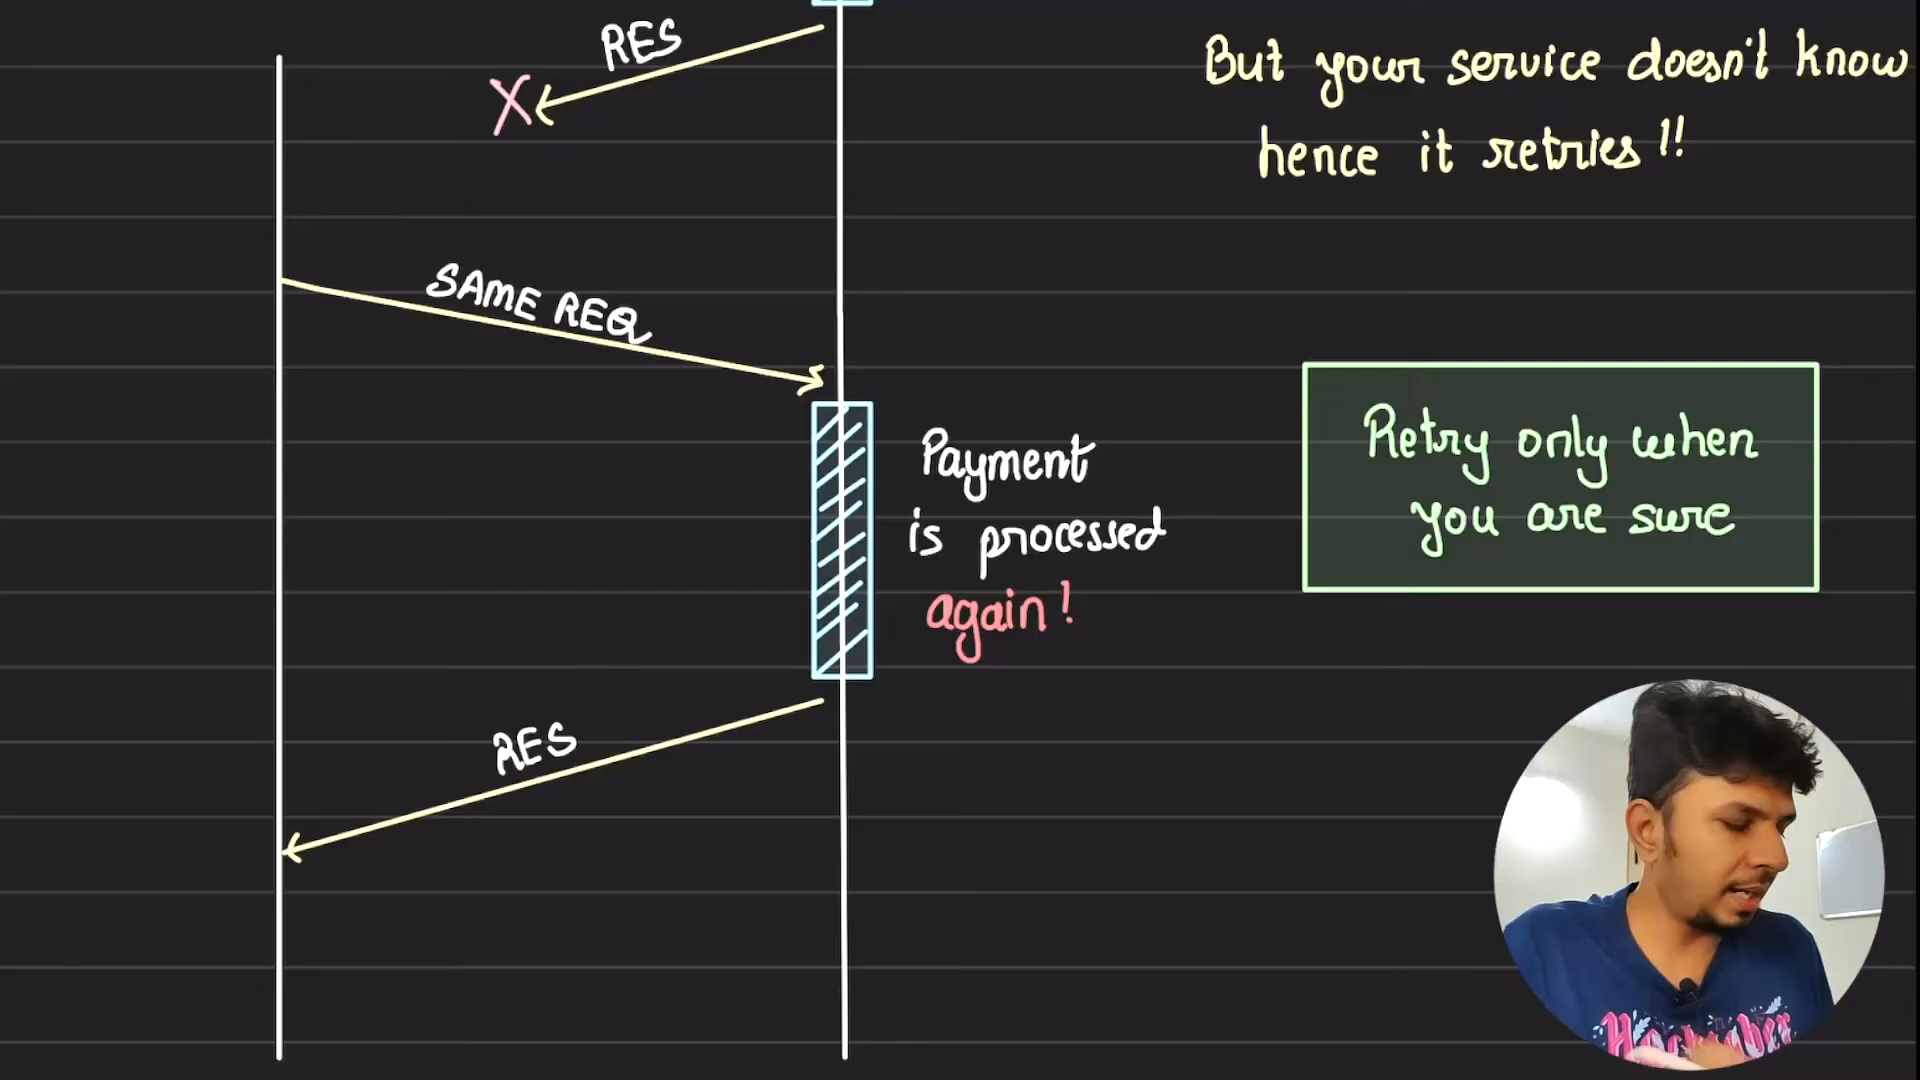 RES
X
But your service doesn't know
hence it retries!!
SAME REQ
Payment
is processed
again!
Retry only when
you are sure
RES